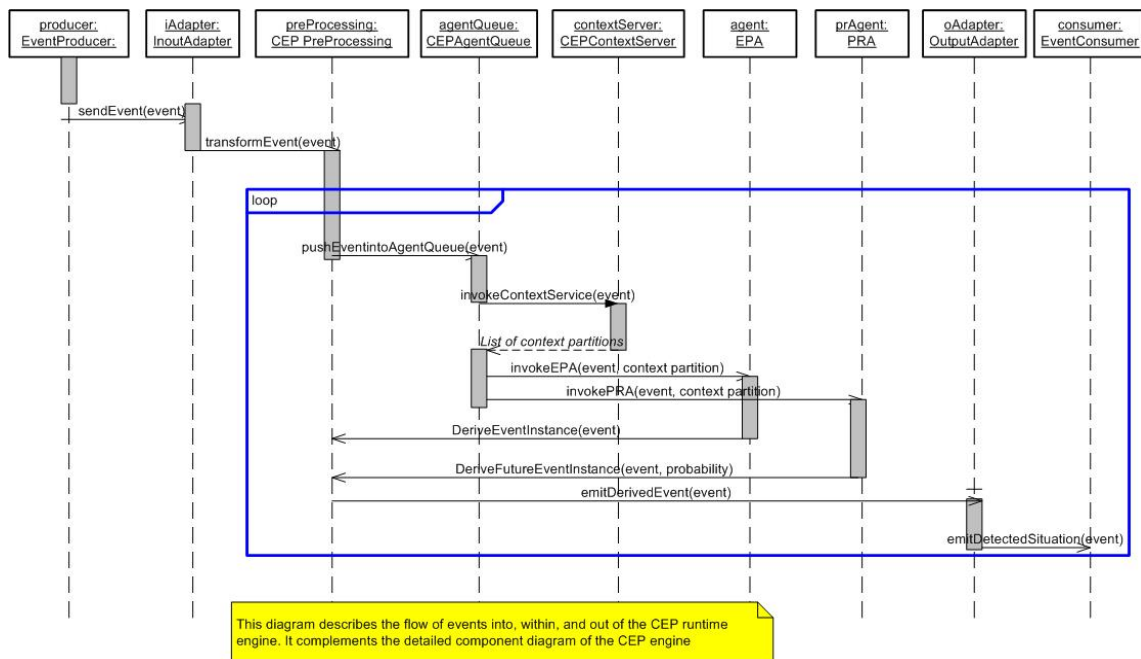 producer:
EventProducer:
iAdapter:
InoutAdapter
preProcessing:
CEP PreProcessing
agentQueue:
CEPAgentQueue
contextServer:
CEPContextServer
agent:
EPA
prAgent:
PRA
oAdapter:
OutputAdapter
consumer:
EventConsumer
sendEvent(event)
transformEvent(event)
loop
pushEventintoAgentQueue(event)
invokeContextService(event)
List of context partitions
invokeEPA(event, context partition)
invokePRA(event, context partition)
DeriveEventInstance(event)
DeriveFutureEventInstance(event, probability)
emitDerivedEvent(event)
emitDetectedSituation(event)
This diagram describes the flow of events into, within, and out of the CEP runtime
engine. It complements the detailed component diagram of the CEP engine